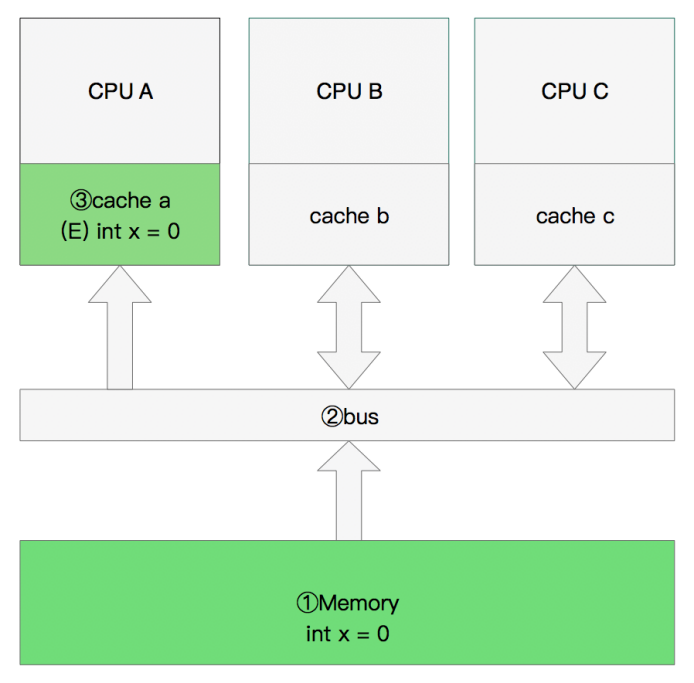 CPU A
CPU B
CPU C
③cache a
(E) int x = 0
cache b
cache c
②bus
①Memory
int x = 0